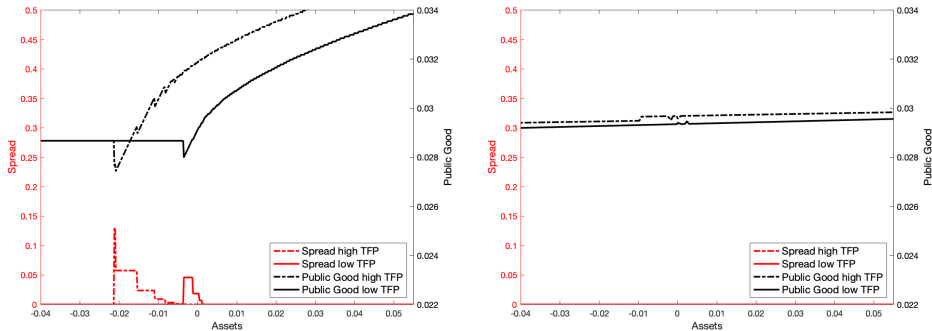 0.5
0.45
0.4
0.35
0.3
0.25
0.2
0.15
0.1
0.05
0
Spread
0.034
0.032
0.03
0.028
0.026
0.024
0.022
Public Good
-0.04 -0.03 -0.02 -0.01 0 0.01 0.02 0.03 0.04 0.05
Assets
Spread high TFP
Spread low TFP
Public Good high TFP
Public Good low TFP
0.5
0.45
0.4
0.35
0.3
0.25
0.2
0.15
0.1
0.05
0
Spread
0.034
0.032
0.03
0.028
0.026
0.024
0.022
Public Good
-0.04 -0.03 -0.02 -0.01 0 0.01 0.02 0.03 0.04 0.05
Assets
Spread high TFP
Spread low TFP
Public Good high TFP
Public Good low TFP